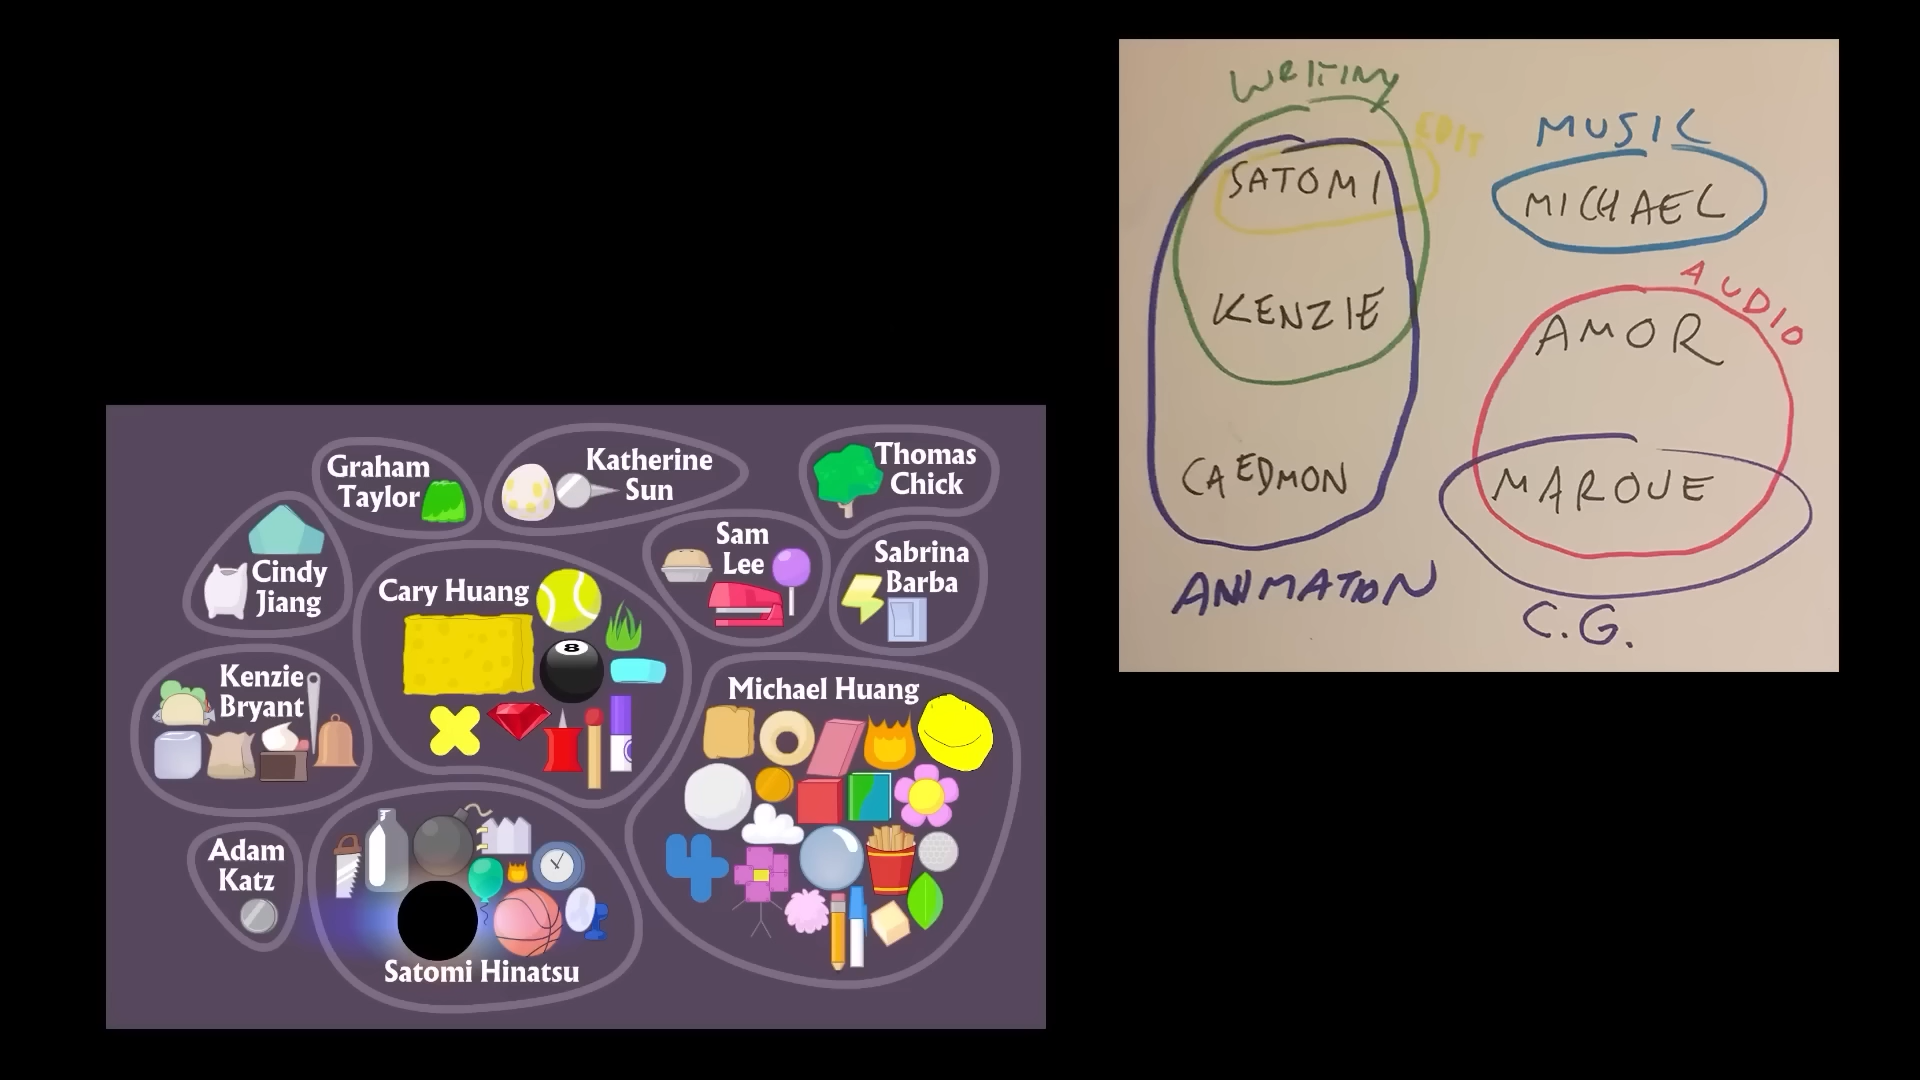 Graham
Taylor
Katherine
Sun
Thomas
Chick
Cindy
Jiang
Cary Huang
8
Sam
Lee
Sabrina
Barba
Kenzie
Bryant
Michael Huang
Adam
Katz
Satomi Hinatsu
WRITING
EDIT
SATOMI
KENZIE
CAEDMON
ANIMATION
MUSIC
MICHAEL
AUDIO
AMOR
MARQUE
C.G.